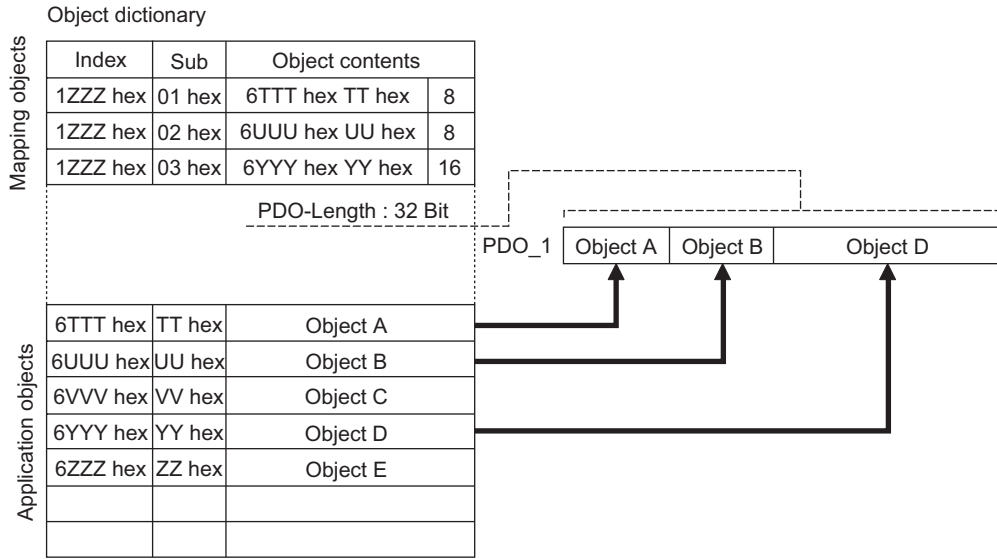 Object dictionary
Mapping objects
Index Sub Object contents
1ZZZ hex 01 hex 6TTT hex TT hex 8
1ZZZ hex 02 hex 6UUU hex UU hex 8
1ZZZ hex 03 hex 6YYY hex YY hex 16
PDO-Length : 32 Bit
PDO_1 Object A Object B Object D
Application objects
6TTT hex TT hex Object A
6UUU hex UU hex Object B
6VVV hex VV hex Object C
6YYY hex YY hex Object D
6ZZZ hex ZZ hex Object E